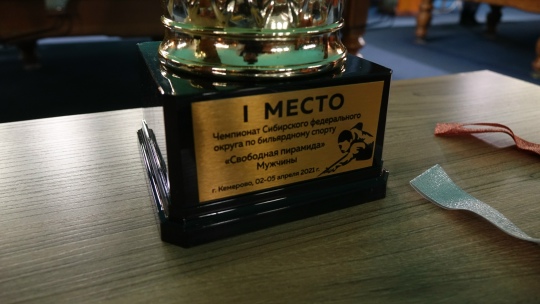 I МЕСТО
Чемпионат Сибирского федерального
округа по бильярдному спорту
«Свободная пирамида»
Мужчины
г. Кемерово, 02-05 апреля 2021 г.